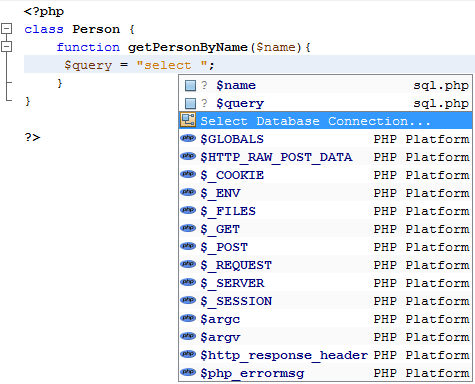 <?php
class Person {
function getPersonByName($name){
$query = "select ";
}
}
?>
? $name sql.php
? $query sql.php
Select Database Connection...
php $GLOBALS PHP Platform
php $HTTP_RAW_POST_DATA PHP Platform
php $_COOKIE PHP Platform
php $_ENV PHP Platform
php $_FILES PHP Platform
php $_GET PHP Platform
php $_POST PHP Platform
php $_REQUEST PHP Platform
php $_SERVER PHP Platform
php $_SESSION PHP Platform
php $argc PHP Platform
php $argv PHP Platform
php $http_response_header PHP Platform
php $php_errormsg PHP Platform